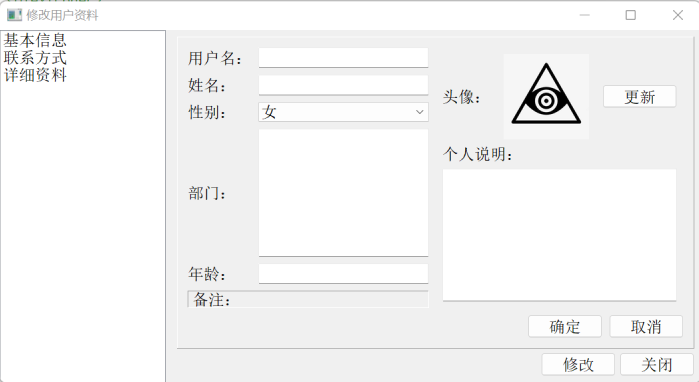 修改用户资料
基本信息
联系方式
详细资料
用户名：
姓名：
性别：
女
部门：
年龄：
备注：
头像：
更新
个人说明：
确定
取消
修改
关闭